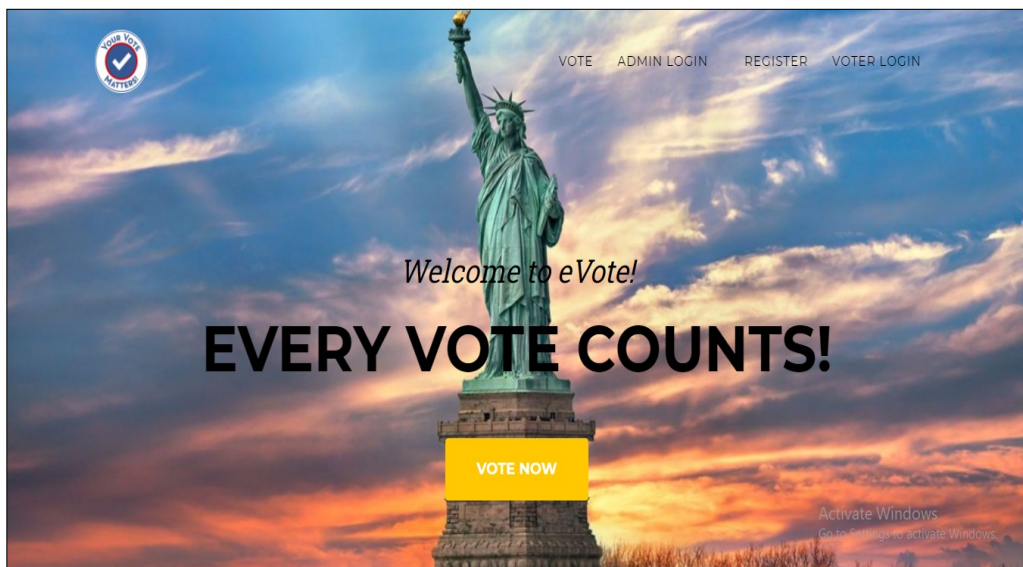 YOUR VOTE
MATTERS!
VOTE ADMIN LOGIN REGISTER VOTER LOGIN
Welcome to eVote!
EVERY VOTE COUNTS!
VOTE NOW
Activate Windows
Go to Settings to activate Windows.